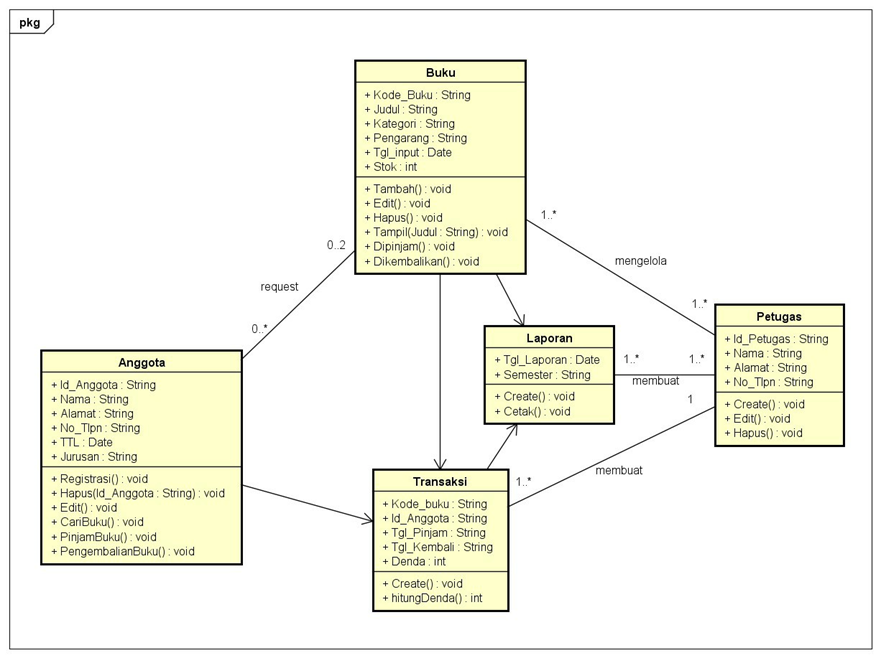 pkg
Buku
+ Kode_Buku : String
+ Judul : String
+ Kategori : String
+ Pengarang : String
+ Tgl_input : Date
+ Stok : int
+ Tambah() : void
+ Edit() : void
+ Hapus() : void
+ Tampil(Judul : String) : void
+ Dipinjam() : void
+ Dikembalikan() : void
1..*
mengelola
1..*
0..2
request
0..*
Anggota
+ Id_Anggota : String
+ Nama : String
+ Alamat : String
+ No_Tlpn : String
+ TTL : Date
+ Jurusan : String
+ Registrasi() : void
+ Hapus(Id_Anggota : String) : void
+ Edit() : void
+ CariBuku() : void
+ PinjamBuku() : void
+ PengembalianBuku() : void
Laporan
+ Tgl_Laporan : Date
+ Semester : String
+ Create() : void
+ Cetak() : void
1..*
1..*
membuat
Petugas
+ Id_Petugas : String
+ Nama : String
+ Alamat : String
+ No_Tlpn : String
+ Create() : void
+ Edit() : void
+ Hapus() : void
1
membuat
1..*
Transaksi
+ Kode_buku : String
+ Id_Anggota : String
+ Tgl_Pinjam : String
+ Tgl_Kembali : String
+ Denda : int
+ Create() : void
+ hitungDenda() : int